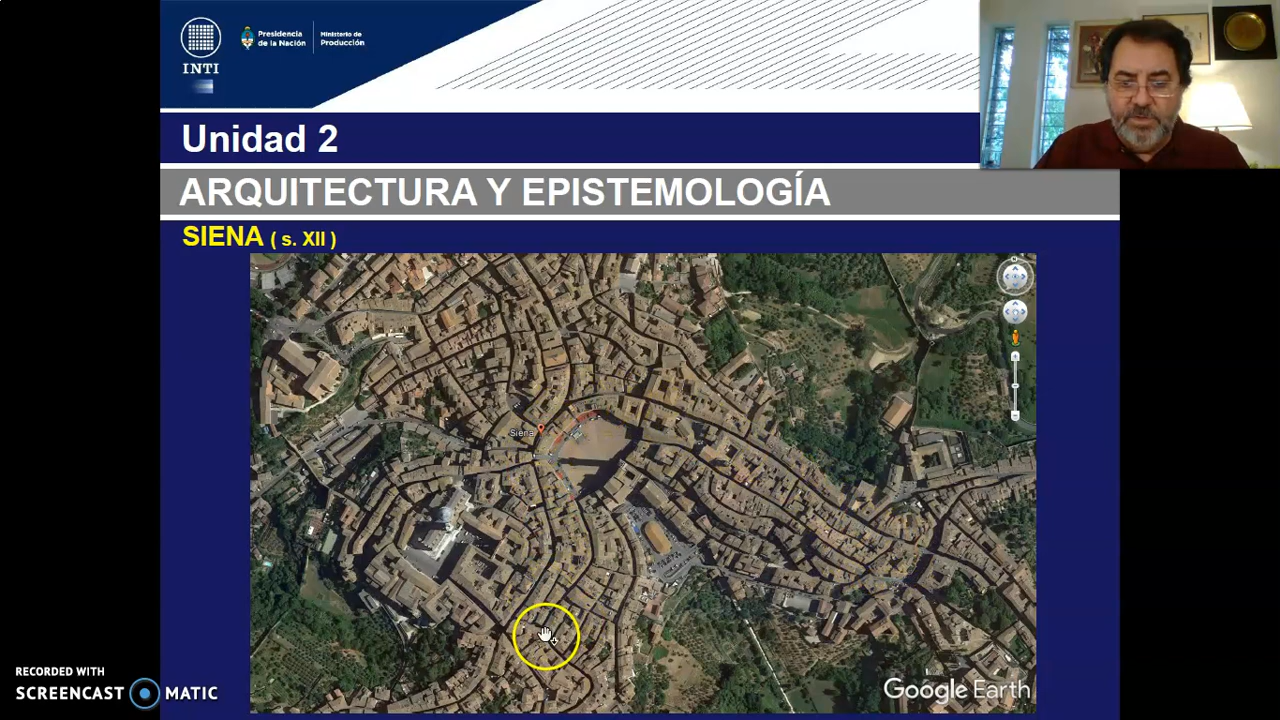 INTI
Presidencia
de la Nación
Ministerio de
Producción
Unidad 2
ARQUITECTURA Y EPISTEMOLOGÍA
SIENA ( s. XII )
Siena
N
Google Earth
RECORDED WITH
SCREENCAST MATIC